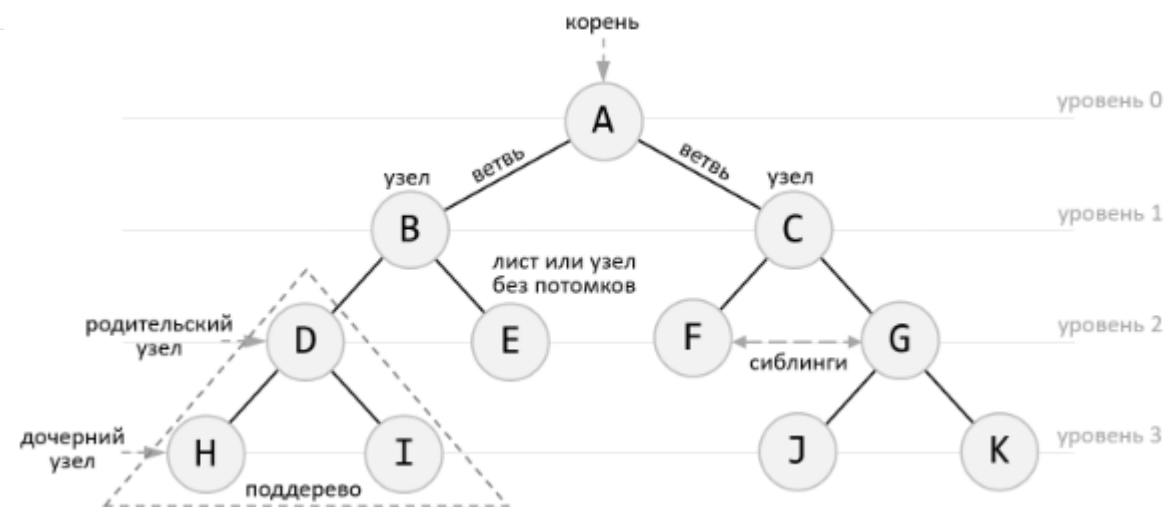 корень
уровень 0
A
ветвь
ветвь
узел
узел
уровень 1
B
C
лист или узел
без потомков
родительский
узел
D
E
F
G
уровень 2
сиблинги
дочерний
узел
H
I
J
K
уровень 3
поддерево